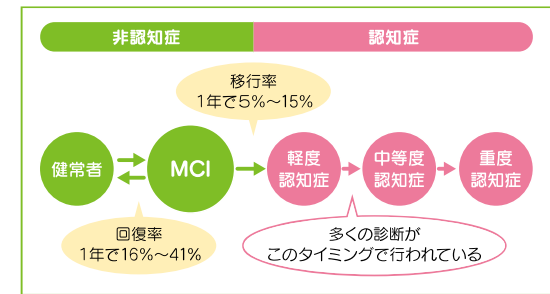 非認知症
認知症
移行率
1年で5%～15%
健常者
MCI
軽度
認知症
中等度
認知症
重度
認知症
回復率
1年で16%～41%
多くの診断が
このタイミングで行われている